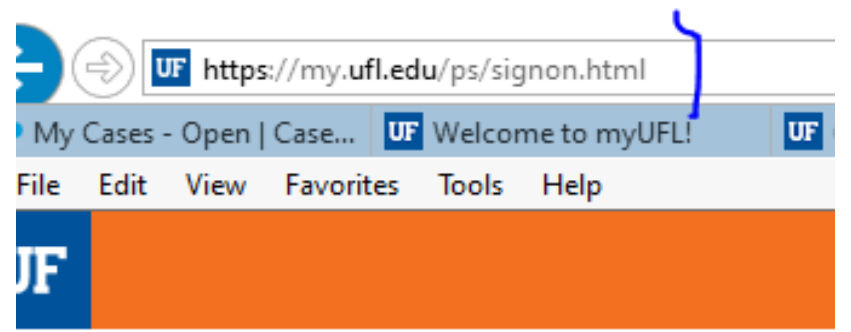 UF https://my.ufl.edu/ps/signon.html
My Cases - Open | Case... UF Welcome to myUFL! UF
File Edit View Favorites Tools Help
UF